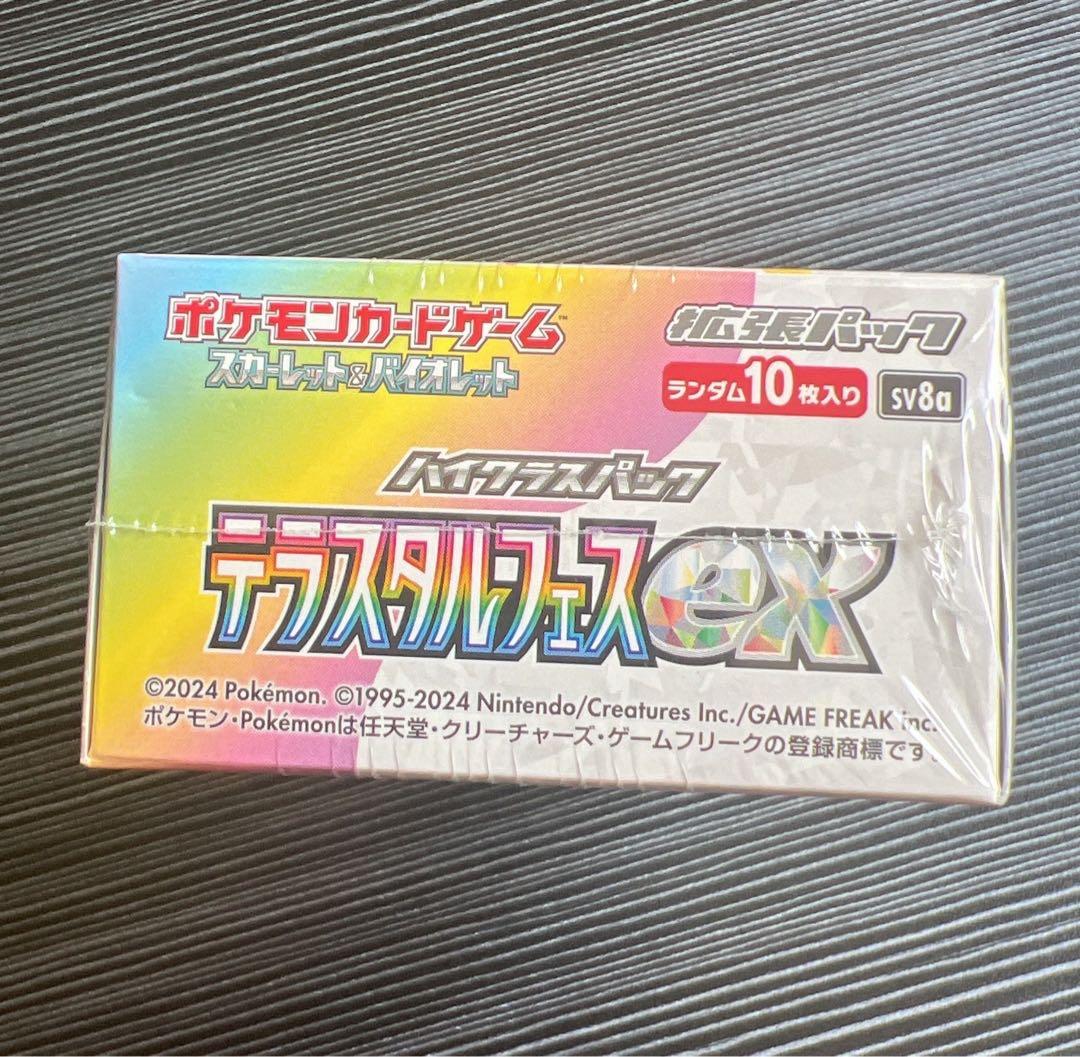 ポケモンカードゲーム™
スカーレット&バイオレット
拡張パック
ランダム10枚入り sv8a
ハイクラスパック
テラスタルフェスex
©2024 Pokémon. ©1995-2024 Nintendo/Creatures Inc./GAME FREAK inc.
ポケモン・Pokémonは任天堂・クリーチャーズ・ゲームフリークの登録商標です。